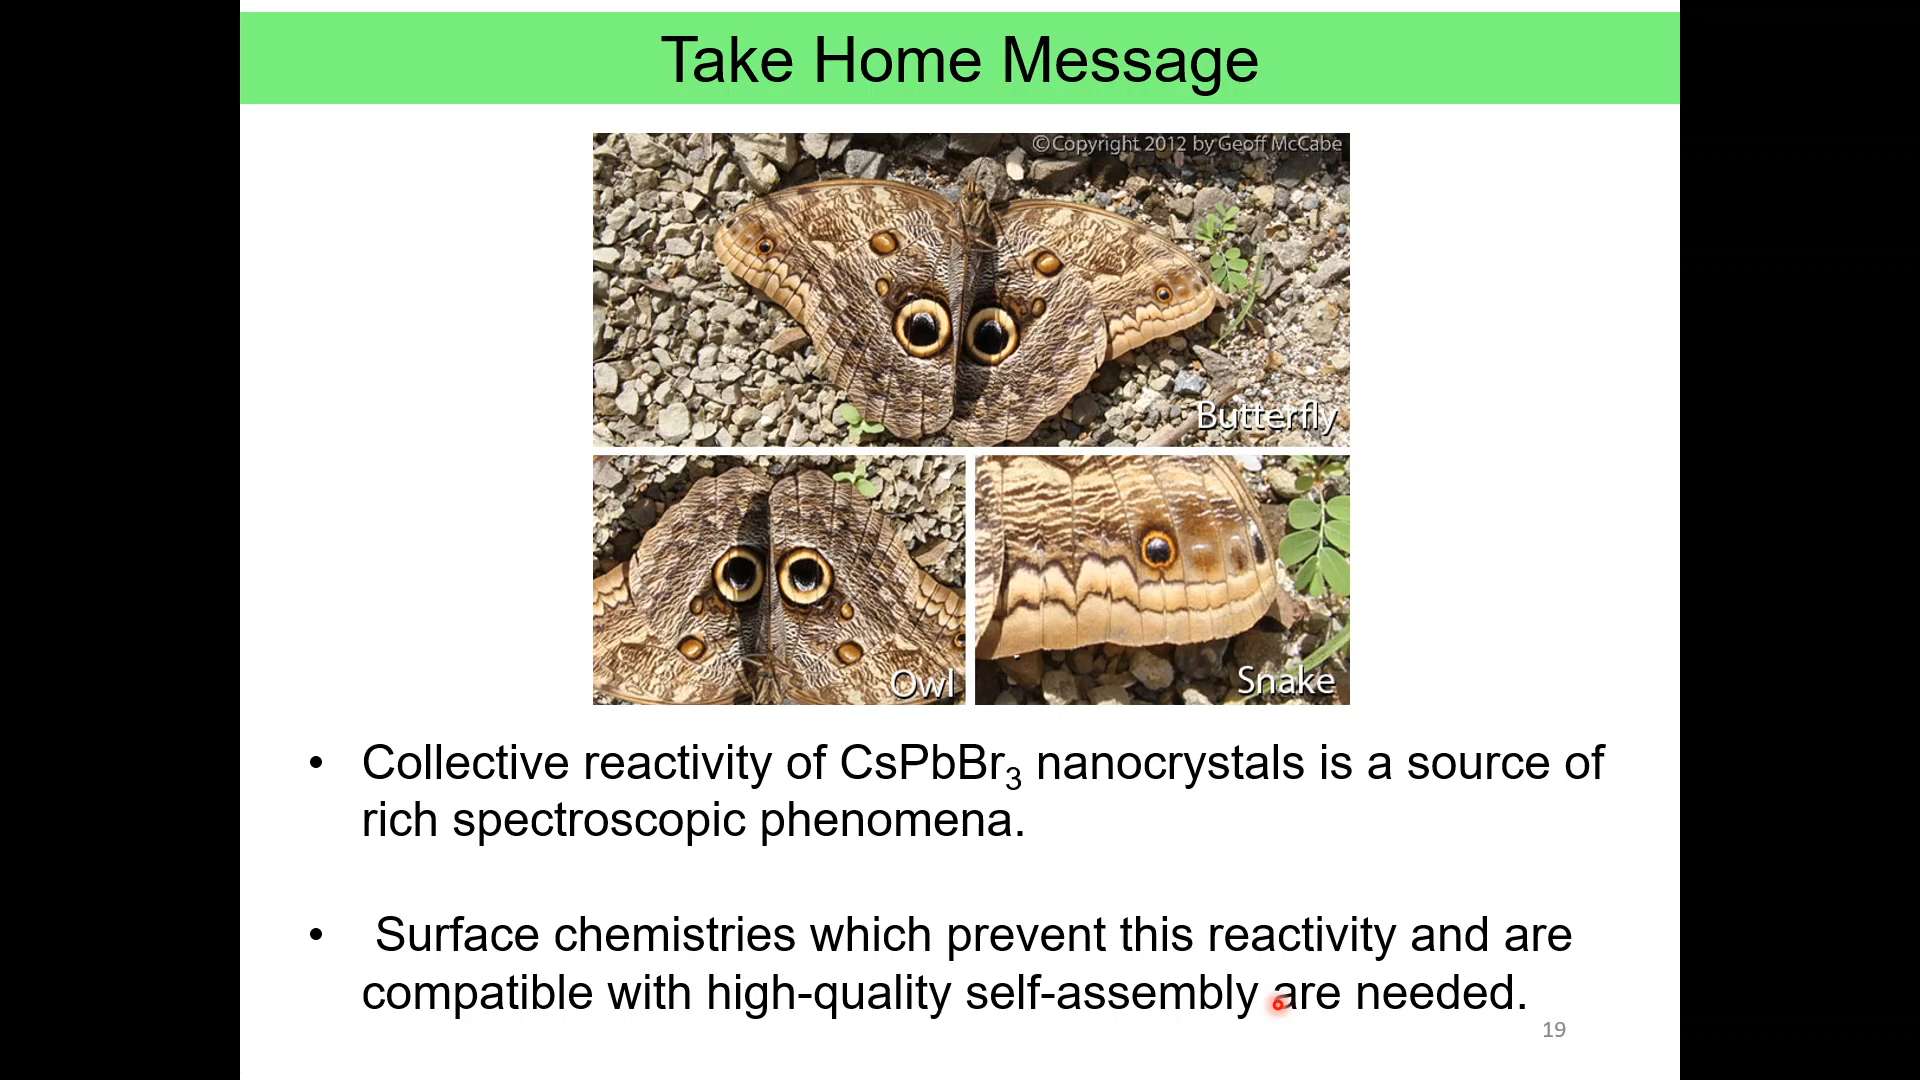 Take Home Message
©Copyright 2012 by Geoff McCabe
Butterfly
Owl
Snake
• Collective reactivity of CsPbBr₃ nanocrystals is a source of
rich spectroscopic phenomena.
• Surface chemistries which prevent this reactivity and are
compatible with high-quality self-assembly are needed.
19